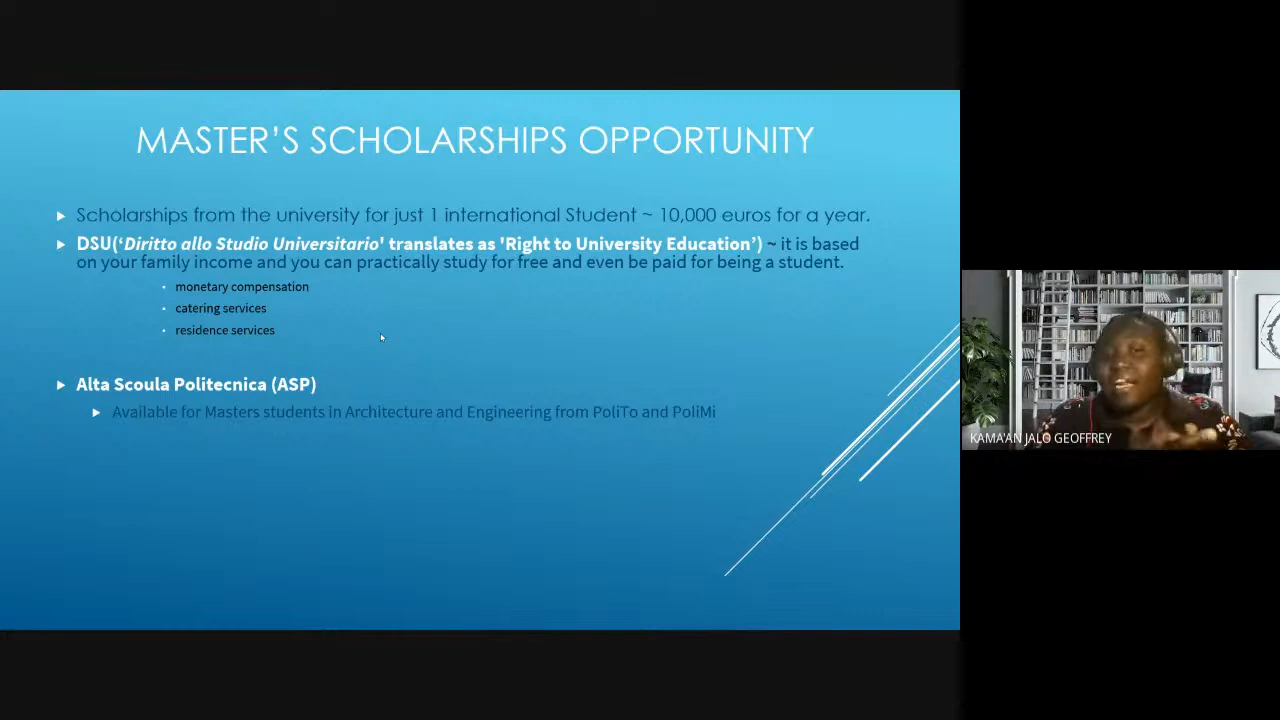 MASTER'S SCHOLARSHIPS OPPORTUNITY
Scholarships from the university for just 1 international Student ~ 10,000 euros for a year.
DSU(‘Diritto allo Studio Universitario' translates as 'Right to University Education’) ~ it is based
on your family income and you can practically study for free and even be paid for being a student.
monetary compensation
catering services
residence services
Alta Scoula Politecnica (ASP)
Available for Masters students in Architecture and Engineering from PoliTo and PoliMi
KAMA'AN JALO GEOFFREY